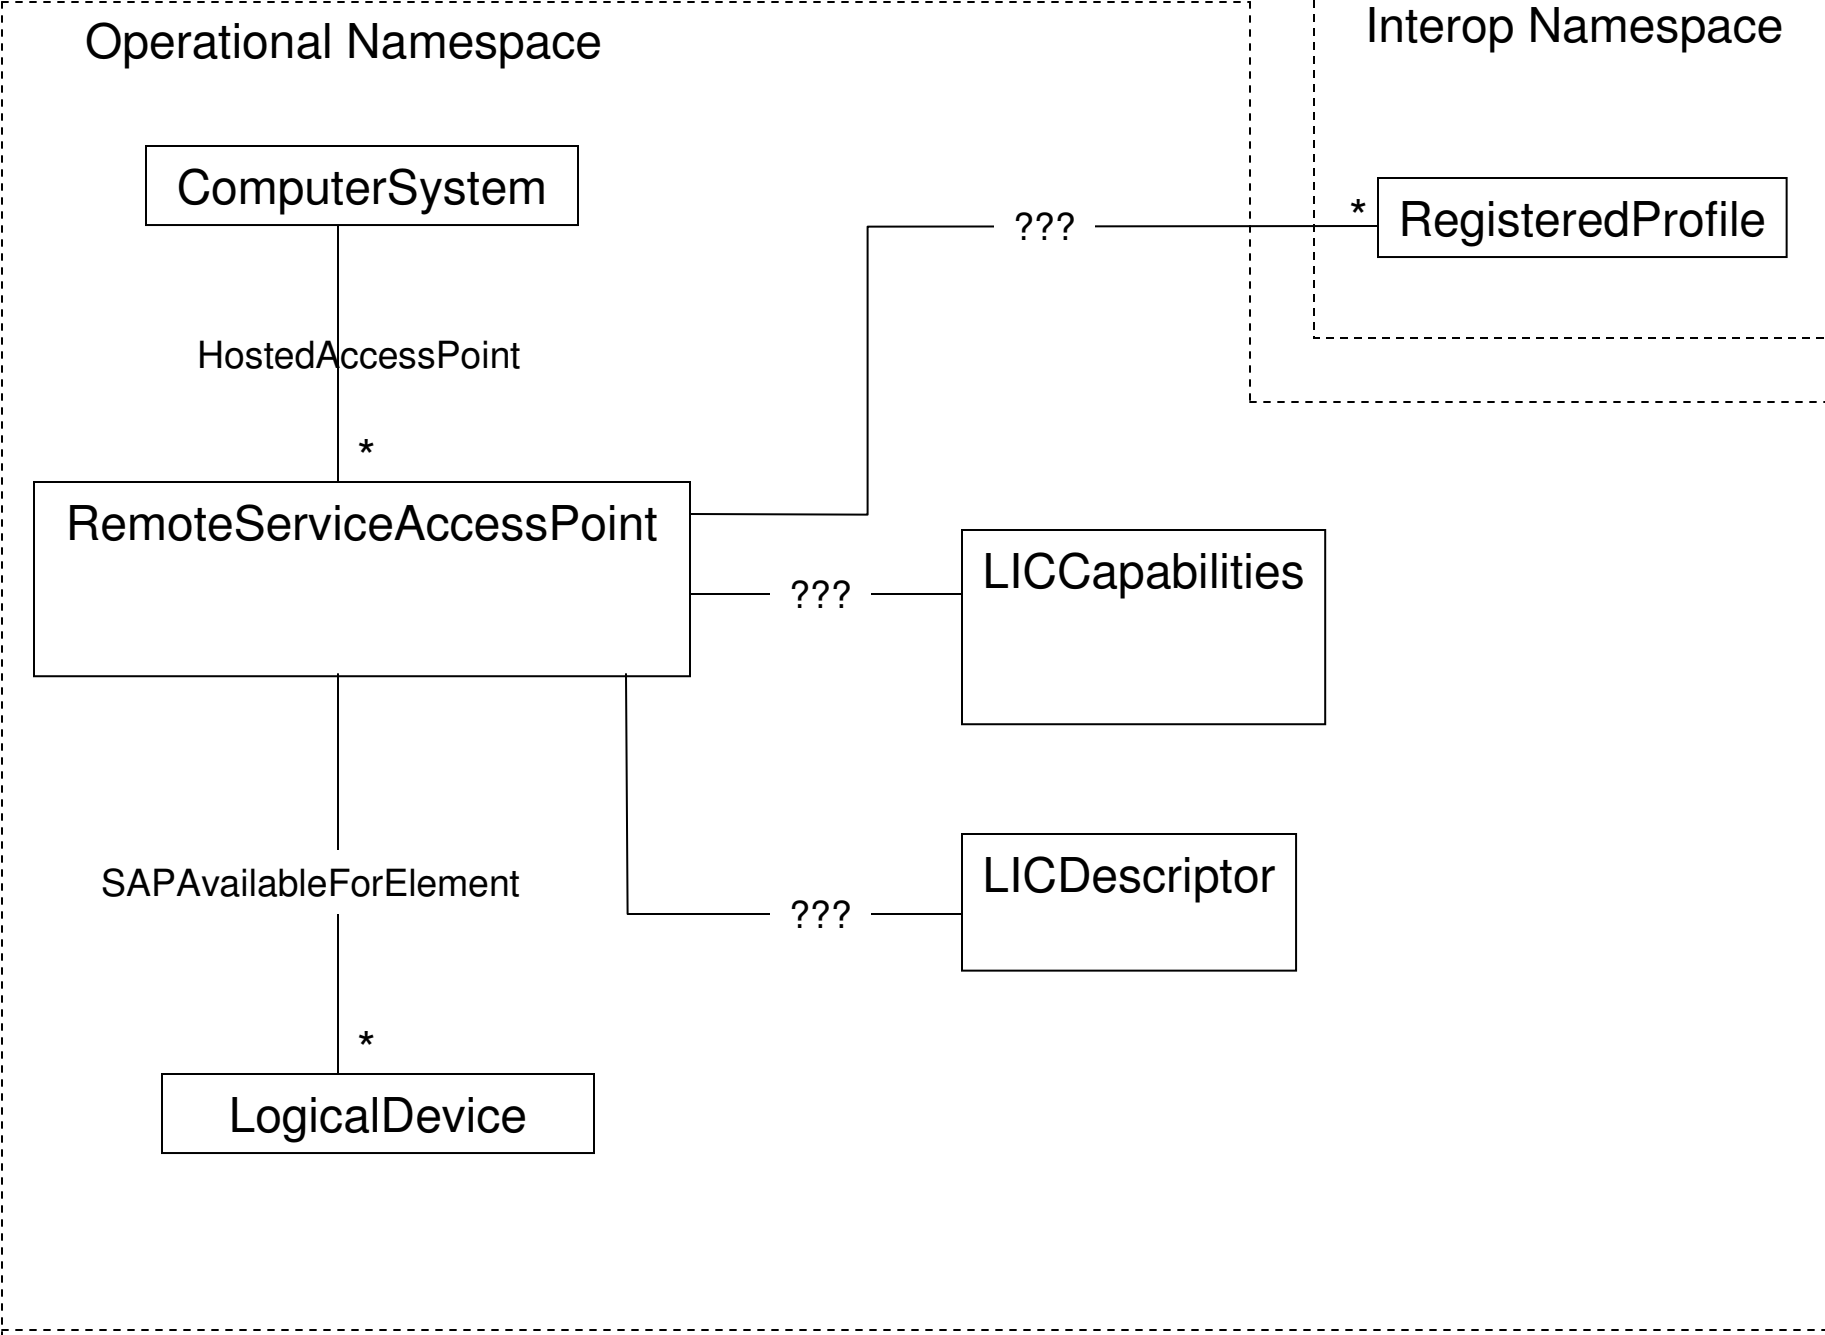 Operational Namespace
Interop Namespace
ComputerSystem
* RegisteredProfile
???
HostedAccessPoint
*
RemoteServiceAccessPoint
LICCapabilities
???
SAPAvailableForElement
LICDescriptor
???
*
LogicalDevice